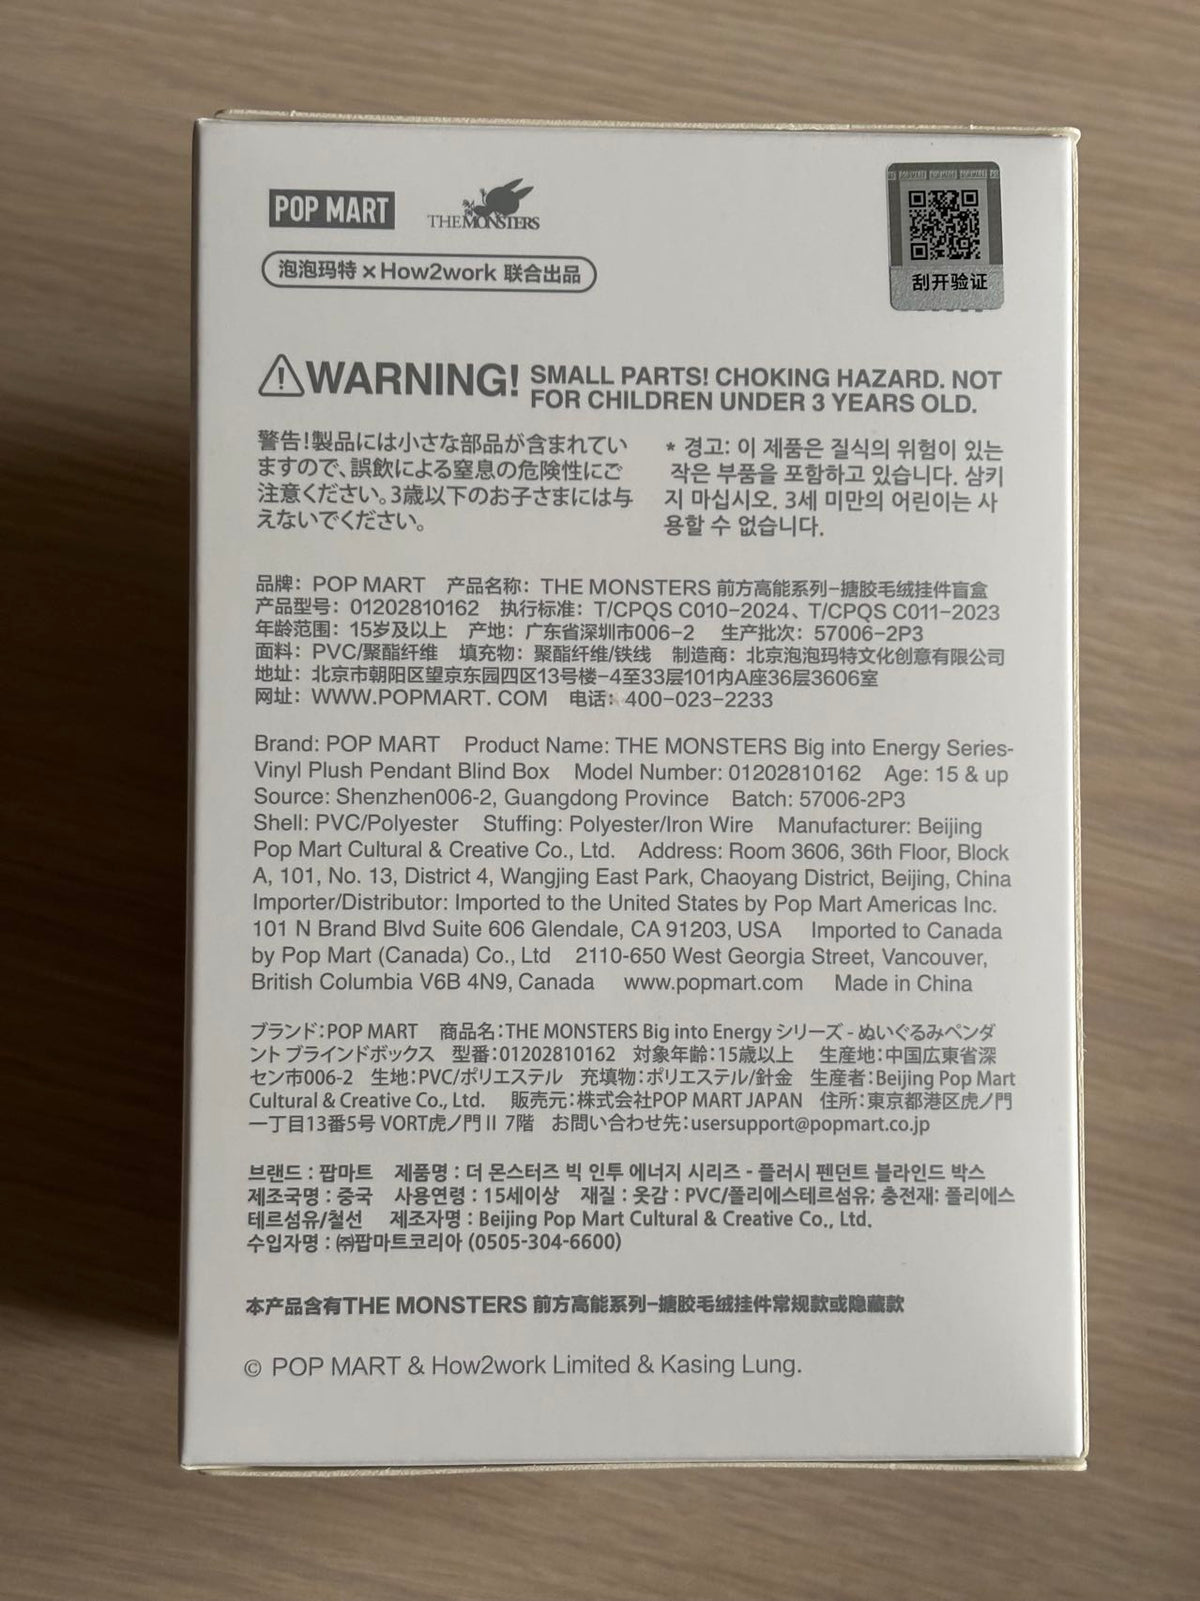 POP MART
THE MONSTERS
泡泡玛特×How2work 联合出品
刮开验证
WARNING! SMALL PARTS! CHOKING HAZARD. NOT
FOR CHILDREN UNDER 3 YEARS OLD.
警告!製品には小さな部品が含まれてい
ますので、誤飲による窒息の危険性にご
注意ください。3歳以下のお子さまには与
えないでください。
* 경고: 이 제품은 질식의 위험이 있는
작은 부품을 포함하고 있습니다. 삼키
지 마십시오. 3세 미만의 어린이는 사
용할 수 없습니다.
品牌：POP MART 产品名称：THE MONSTERS 前方高能系列-搪胶毛绒挂件盲盒
产品型号：01202810162 执行标准：T/CPQS C010-2024、T/CPQS C011-2023
年龄范围：15岁及以上 产地：广东省深圳市006-2 生产批次：57006-2P3
面料：PVC/聚酯纤维 填充物：聚酯纤维/铁线 制造商：北京泡泡玛特文化创意有限公司
地址：北京市朝阳区望京东园四区13号楼-4至33层101内A座36层3606室
网址：WWW.POPMART. COM 电话：400-023-2233
Brand: POP MART Product Name: THE MONSTERS Big into Energy Series-
Vinyl Plush Pendant Blind Box Model Number: 01202810162 Age: 15 & up
Source: Shenzhen006-2, Guangdong Province Batch: 57006-2P3
Shell: PVC/Polyester Stuffing: Polyester/Iron Wire Manufacturer: Beijing
Pop Mart Cultural & Creative Co., Ltd. Address: Room 3606, 36th Floor, Block
A, 101, No. 13, District 4, Wangjing East Park, Chaoyang District, Beijing, China
Importer/Distributor: Imported to the United States by Pop Mart Americas Inc.
101 N Brand Blvd Suite 606 Glendale, CA 91203, USA Imported to Canada
by Pop Mart (Canada) Co., Ltd 2110-650 West Georgia Street, Vancouver,
British Columbia V6B 4N9, Canada www.popmart.com Made in China
ブランド：POP MART 商品名：THE MONSTERS Big into Energy シリーズ - ぬいぐるみペンダ
ント ブラインドボックス 型番：01202810162 対象年齢：15歳以上 生産地：中国広東省深
セン市006-2 生地：PVC/ポリエステル 充填物：ポリエステル/針金 生産者：Beijing Pop Mart
Cultural & Creative Co., Ltd. 販売元：株式会社POP MART JAPAN 住所：東京都港区虎ノ門
一丁目13番5号 VORT虎ノ門Ⅱ 7階 お問い合わせ先：usersupport@popmart.co.jp
브랜드 : 팝마트 제품명 : 더 몬스터즈 빅 인투 에너지 시리즈 - 플러시 펜던트 블라인드 박스
제조국명 : 중국 사용연령 : 15세이상 재질 : 옷감 : PVC/폴리에스테르섬유; 충전재: 폴리에스
테르섬유/철선 제조자명 : Beijing Pop Mart Cultural & Creative Co., Ltd.
수입자명 : ㈜팝마트코리아 (0505-304-6600)
本产品含有THE MONSTERS 前方高能系列-搪胶毛绒挂件常规款或隐藏款
© POP MART & How2work Limited & Kasing Lung.